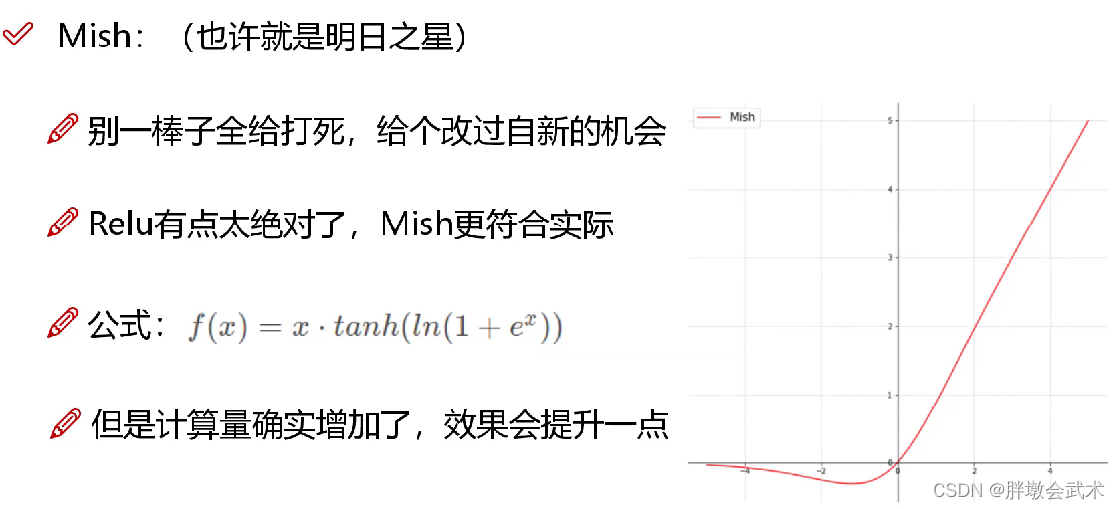 Mish：（也许就是明日之星）
别一棒子全给打死，给个改过自新的机会
Relu有点太绝对了，Mish更符合实际
公式：f(x) = x · tanh(ln(1 + e^x))
但是计算量确实增加了，效果会提升一点
Mish
5
4
3
2
1
0
-4
-2
0
2
4
CSDN @胖墩会武术